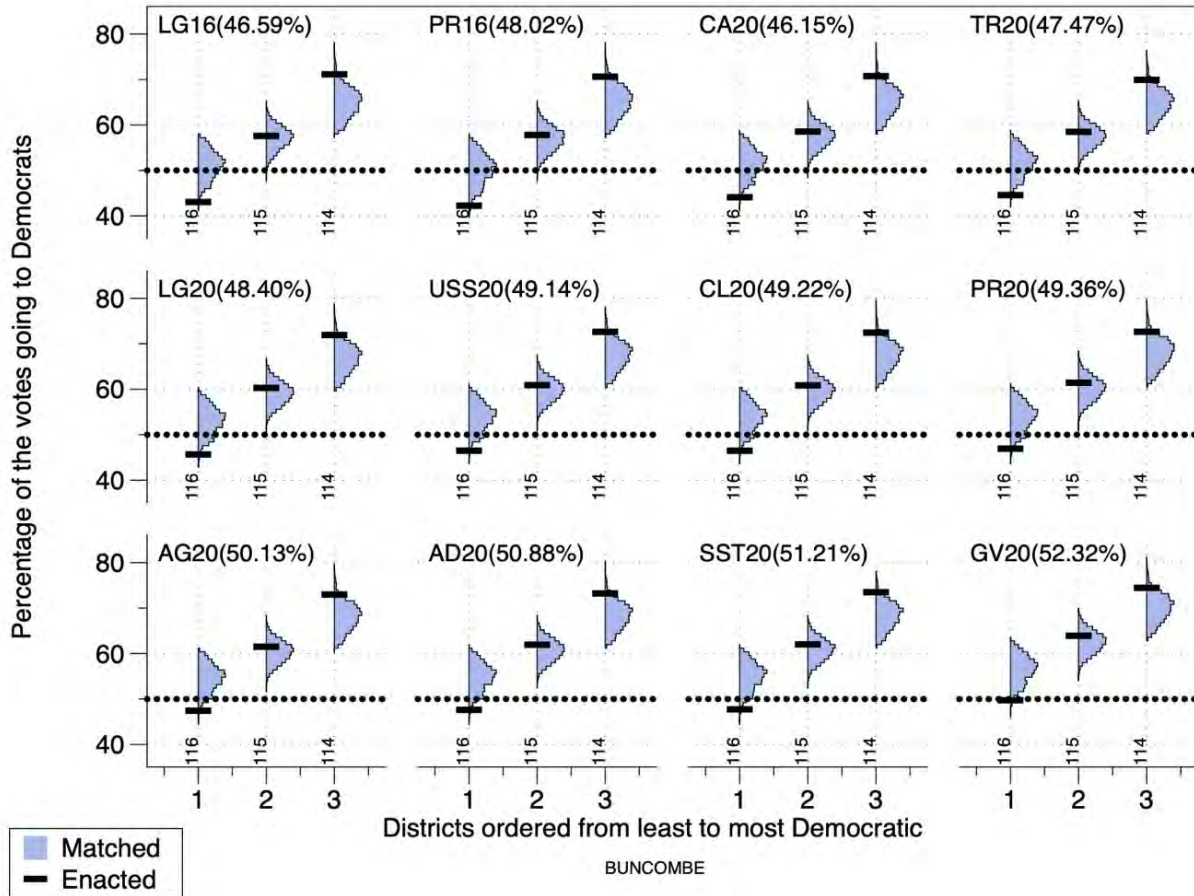 Percentage of the votes going to Democrats
LG16(46.59%) PR16(48.02%) CA20(46.15%) TR20(47.47%)
80
60
40
116 115 114 116 115 114 116 115 114 116 115 114
LG20(48.40%) USS20(49.14%) CL20(49.22%) PR20(49.36%)
80
60
40
116 115 114 116 115 114 116 115 114 116 115 114
AG20(50.13%) AD20(50.88%) SST20(51.21%) GV20(52.32%)
80
60
40
116 115 114 116 115 114 116 115 114 116 115 114
1 2 3 1 2 3 1 2 3 1 2 3
Districts ordered from least to most Democratic
Matched
Enacted
BUNCOMBE